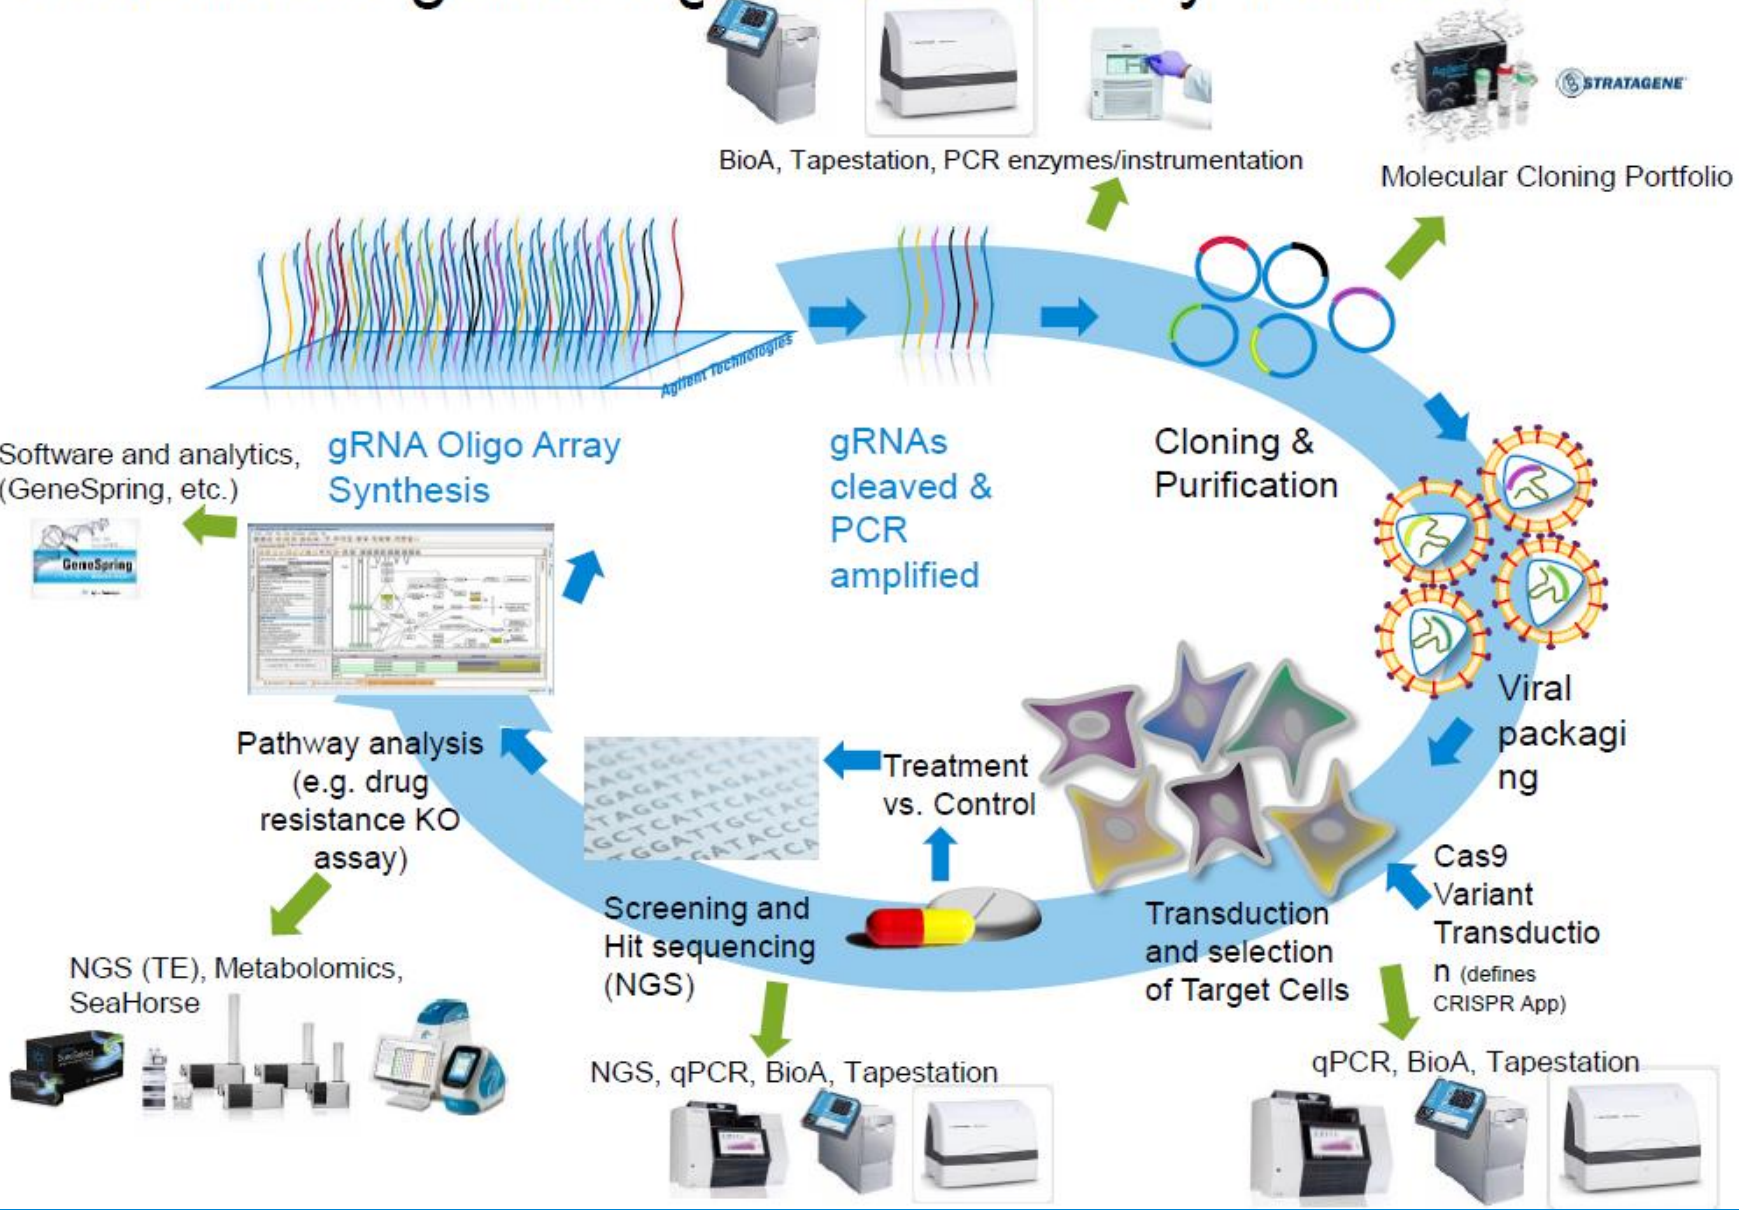 BioA, Tapestation, PCR enzymes/instrumentation
Agilent
STRATAGENE
Molecular Cloning Portfolio
Agilent Technologies
gRNA Oligo Array
Synthesis
gRNAs
cleaved &
PCR
amplified
Cloning &
Purification
Software and analytics,
(GeneSpring, etc.)
GeneSpring
Viral
packagi
ng
Pathway analysis
(e.g. drug
resistance KO
assay)
Treatment
vs. Control
Cas9
Variant
Transductio
n (defines
CRISPR App)
Screening and
Hit sequencing
(NGS)
Transduction
and selection
of Target Cells
NGS (TE), Metabolomics,
SeaHorse
SureSelect
NGS, qPCR, BioA, Tapestation
qPCR, BioA, Tapestation